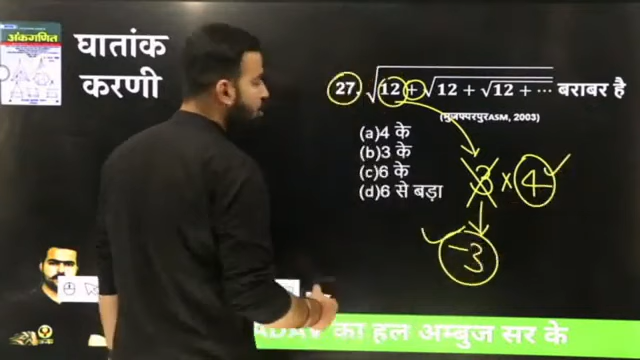 अंकगणित
घातांक
करणी
27. √12 + √12 + √12 + ⋯ बराबर है
(मुजफ्फरपुर ASM, 2003)
(a) 4 के
(b) 3 के
(c) 6 के
(d) 6 से बड़ा
3 × 4
-3
ADAV का हल अम्बुज सर के